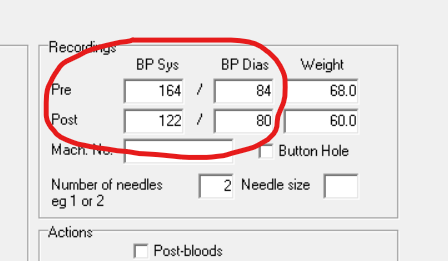 Recordings
BP Sys BP Dias Weight
Pre 164 / 84 68.0
Post 122 / 80 60.0
Mach. No.
Button Hole
Number of needles 2 Needle size
eg 1 or 2
Actions
Post-bloods